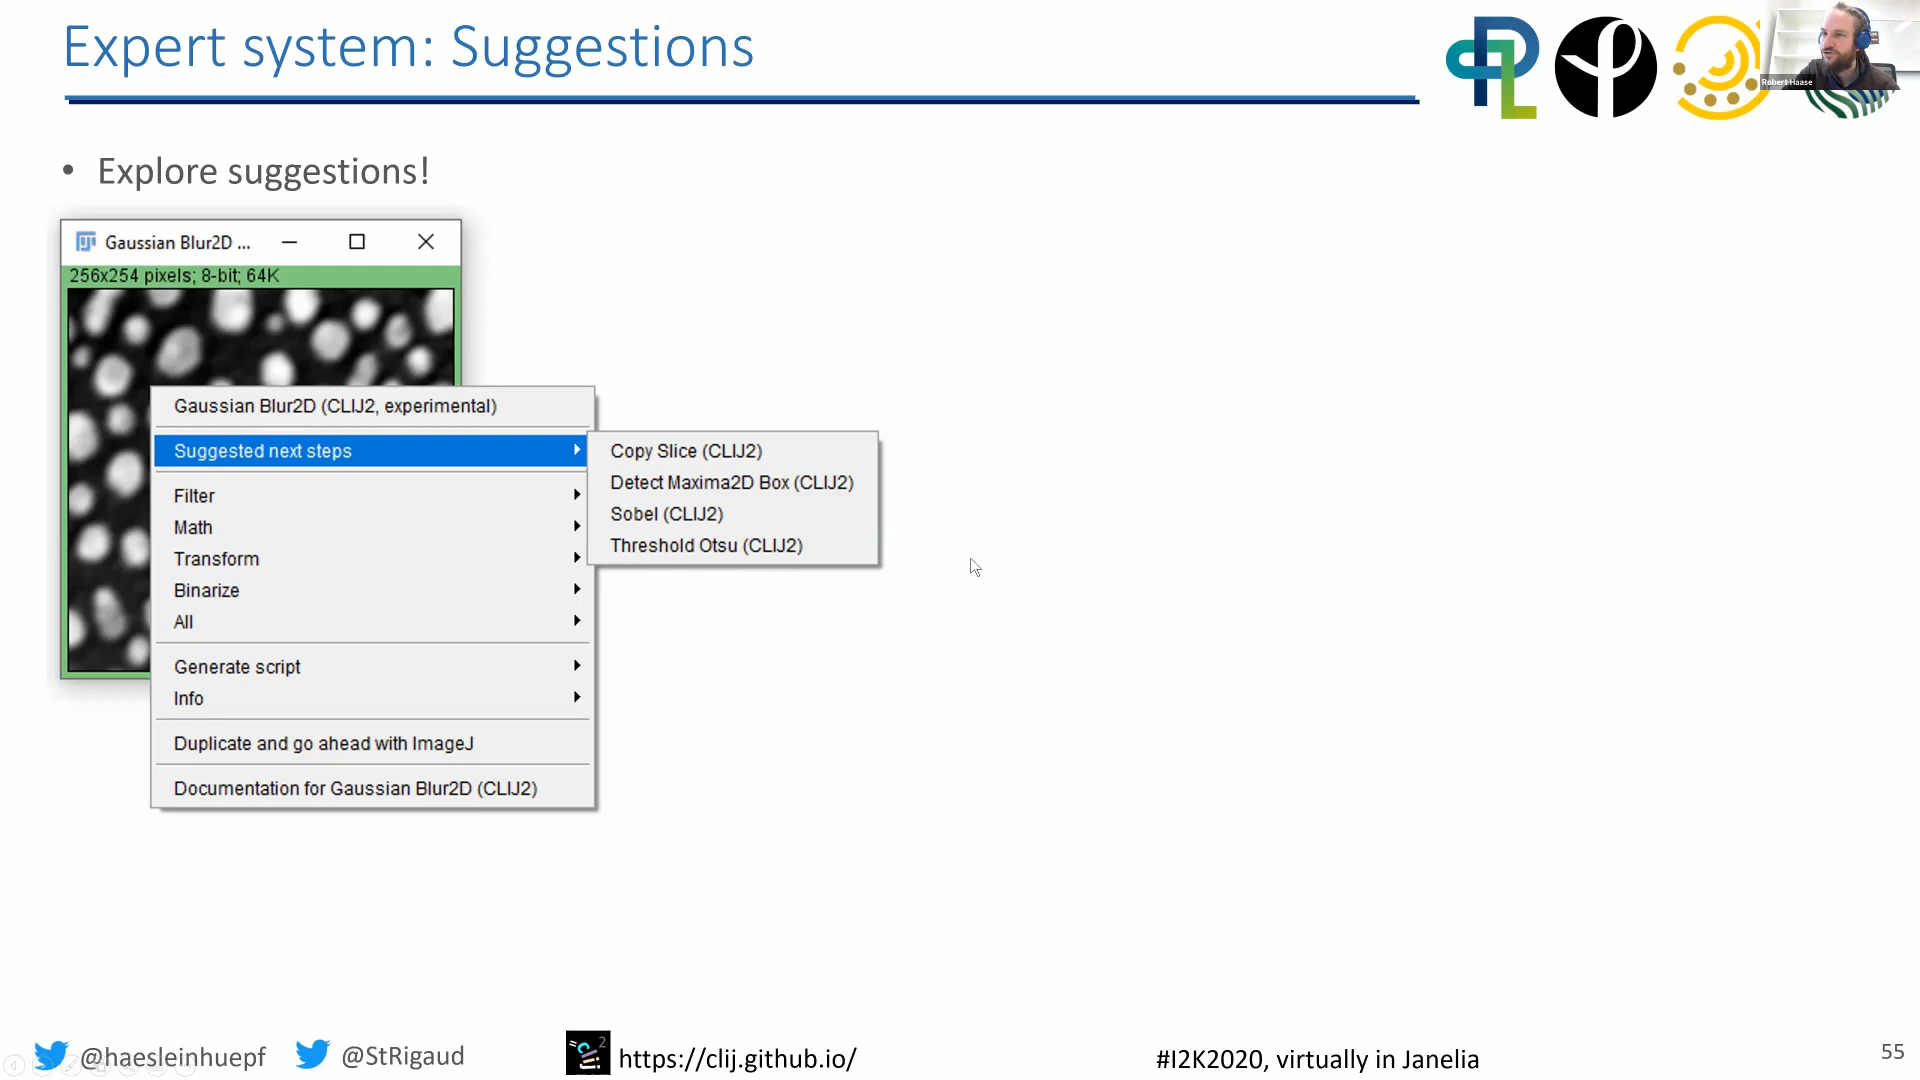 Expert system: Suggestions
Robert Haase
• Explore suggestions!
Gaussian Blur2D ...
256x254 pixels; 8-bit; 64K
Gaussian Blur2D (CLIJ2, experimental)
Suggested next steps
Copy Slice (CLIJ2)
Detect Maxima2D Box (CLIJ2)
Sobel (CLIJ2)
Threshold Otsu (CLIJ2)
Filter
Math
Transform
Binarize
All
Generate script
Info
Duplicate and go ahead with ImageJ
Documentation for Gaussian Blur2D (CLIJ2)
@haesleinhuepf
@StRigaud
https://clij.github.io/
#I2K2020, virtually in Janelia
55